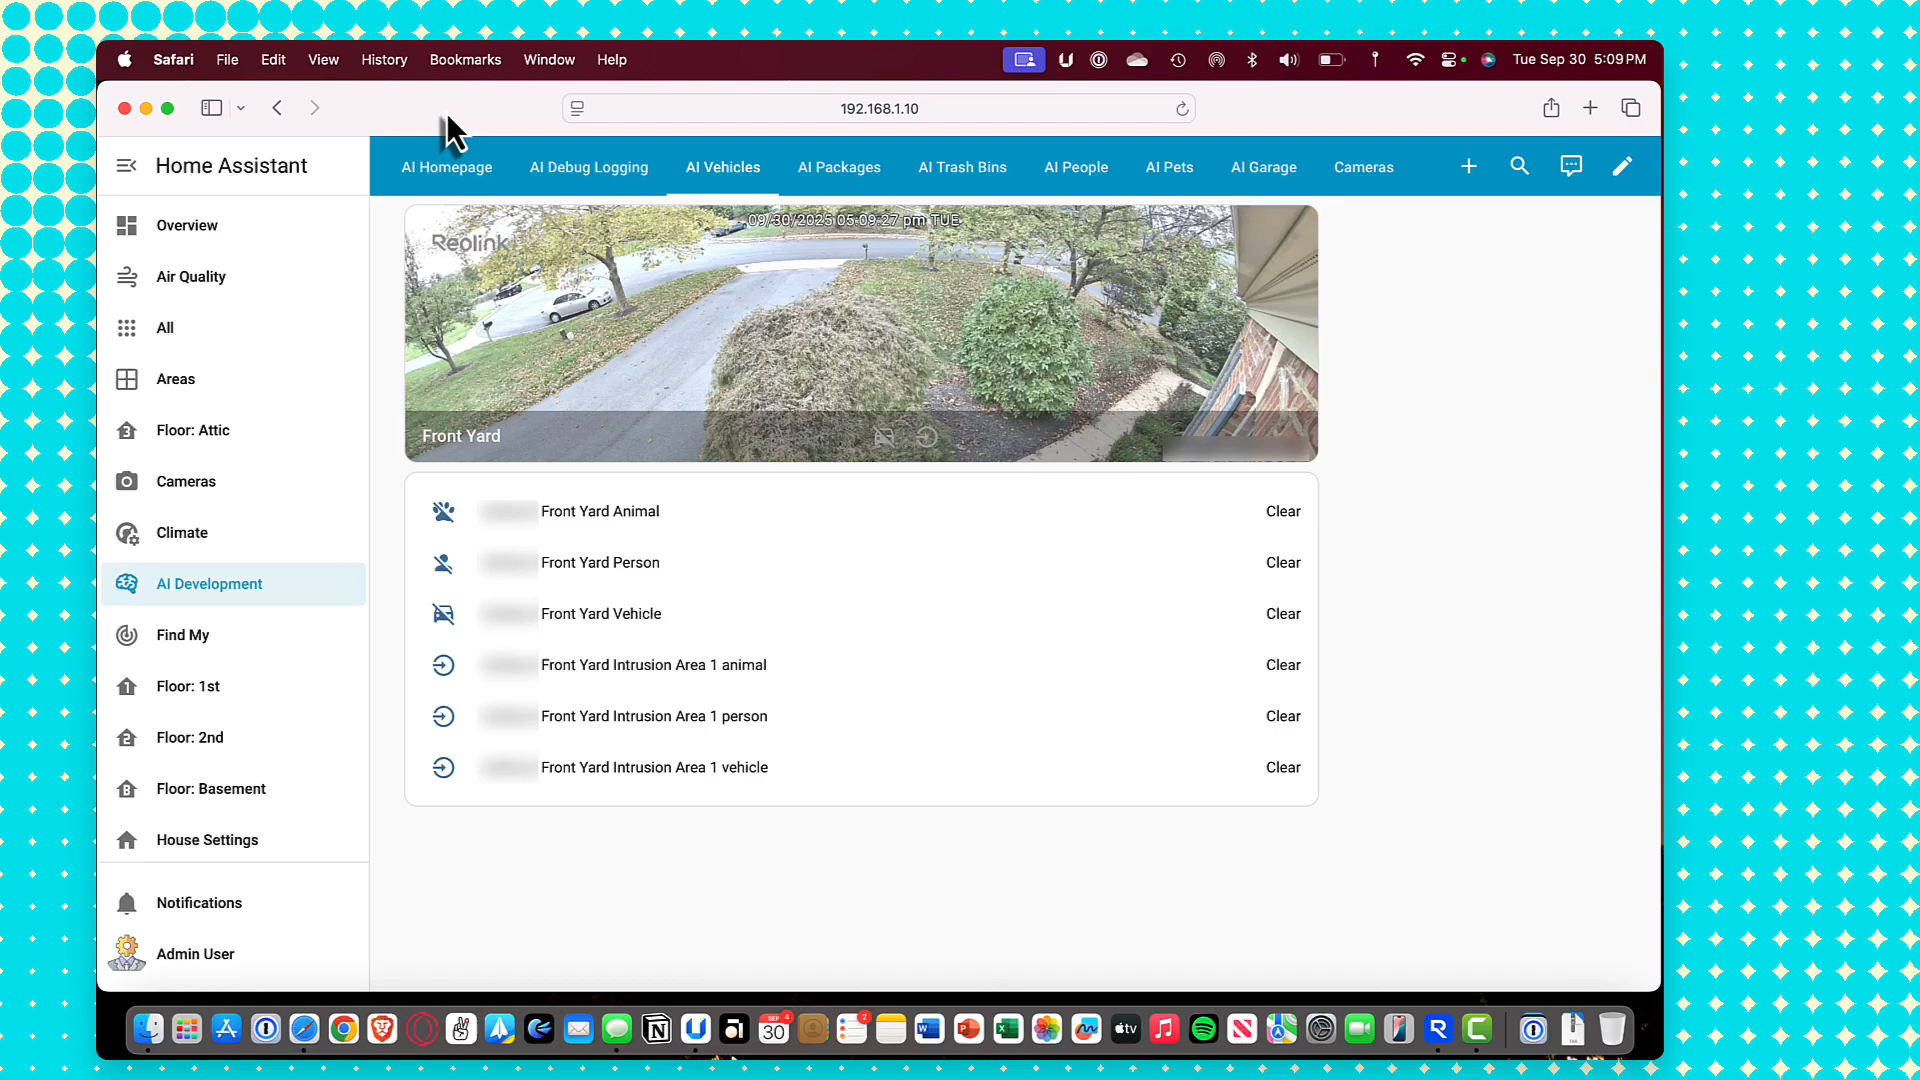 Safari File Edit View History Bookmarks Window Help Tue Sep 30 5:09 PM
192.168.1.10
Home Assistant
AI Homepage AI Debug Logging AI Vehicles AI Packages AI Trash Bins AI People AI Pets AI Garage Cameras
Overview
Air Quality
All
Areas
Floor: Attic
Cameras
Climate
AI Development
Find My
Floor: 1st
Floor: 2nd
Floor: Basement
House Settings
Notifications
Admin User
09/30/2025 05:09:27 pm TUE
Reolink
Front Yard
Front Yard Animal Clear
Front Yard Person Clear
Front Yard Vehicle Clear
Front Yard Intrusion Area 1 animal Clear
Front Yard Intrusion Area 1 person Clear
Front Yard Intrusion Area 1 vehicle Clear
SEP 4
30
2
tv